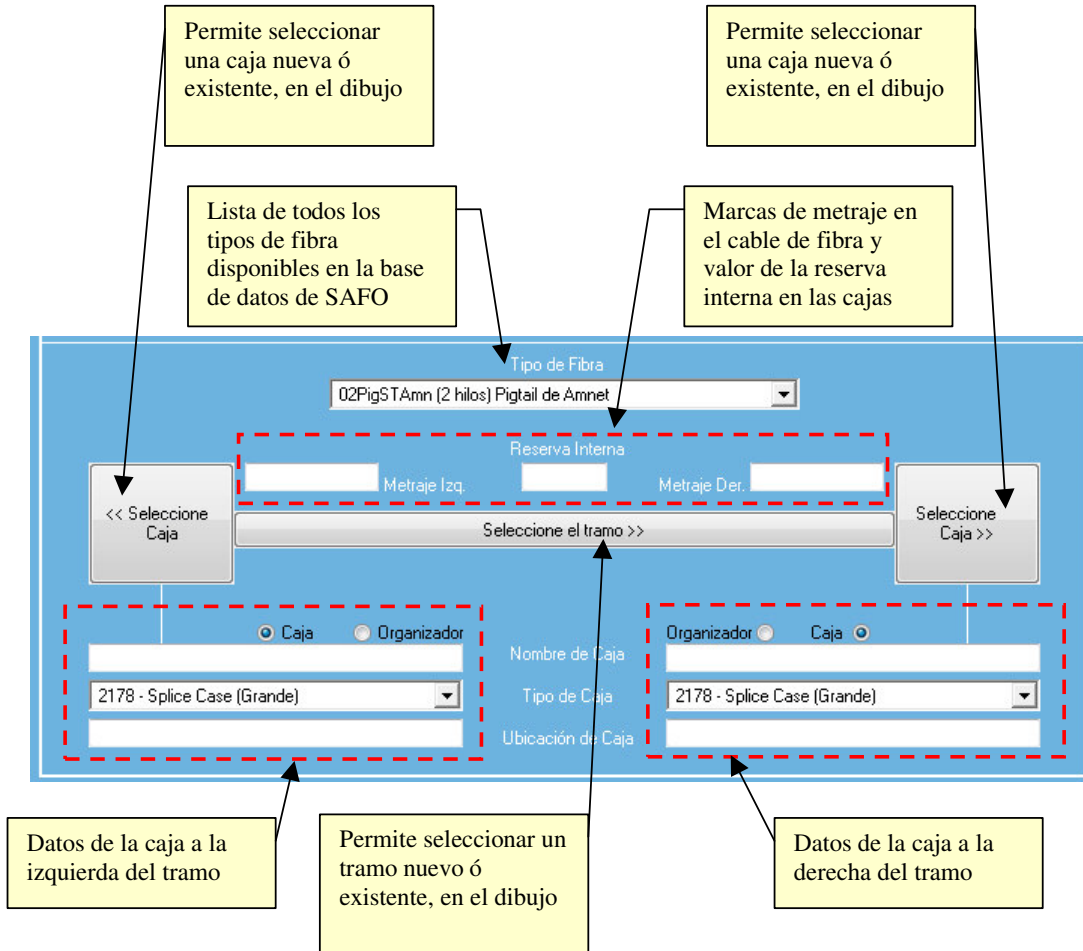 Permite seleccionar
una caja nueva ó
existente, en el dibujo
Permite seleccionar
una caja nueva ó
existente, en el dibujo
Lista de todos los
tipos de fibra
disponibles en la base
de datos de SAFO
Marcas de metraje en
el cable de fibra y
valor de la reserva
interna en las cajas
Tipo de Fibra
02PigSTAmn (2 hilos) Pigtail de Amnet
Reserva Interna
Metraje Izq.
Metraje Der.
<< Seleccione
Caja
Seleccione el tramo >>
Seleccione
Caja >>
Caja
Organizador
Organizador
Caja
Nombre de Caja
2178 - Splice Case (Grande)
Tipo de Caja
2178 - Splice Case (Grande)
Ubicación de Caja
Datos de la caja a la
izquierda del tramo
Permite seleccionar un
tramo nuevo ó
existente, en el dibujo
Datos de la caja a la
derecha del tramo